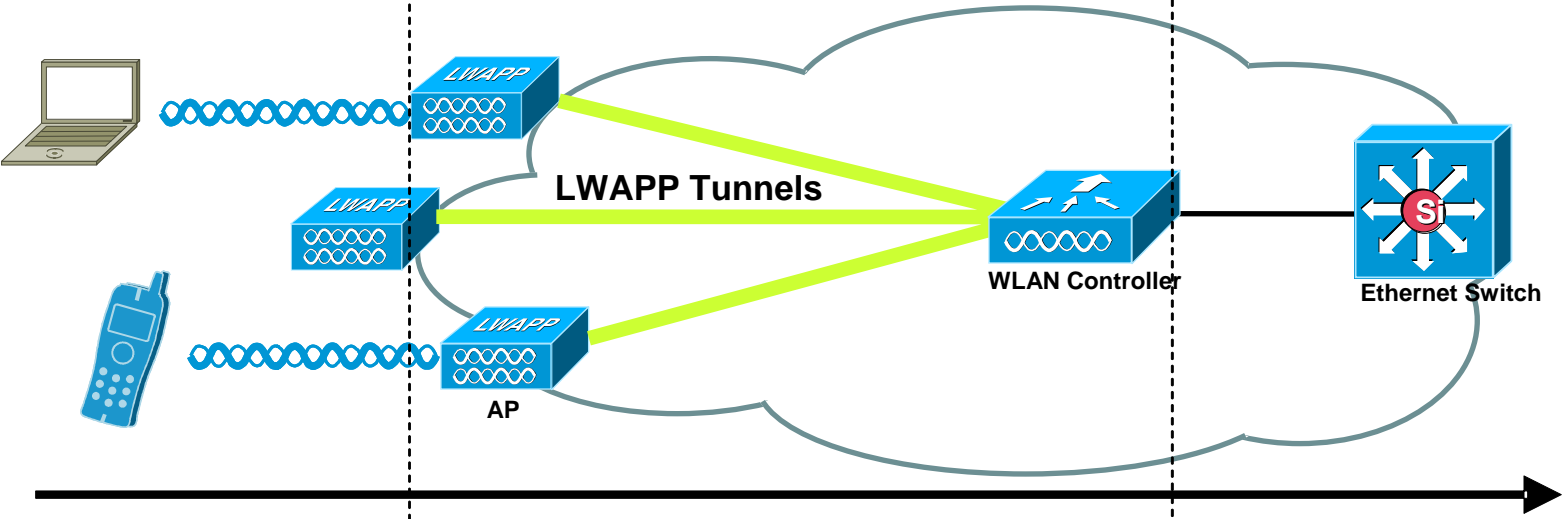 LWAPP
LWAPP Tunnels
LWAPP
Si
WLAN Controller
Ethernet Switch
LWAPP
AP